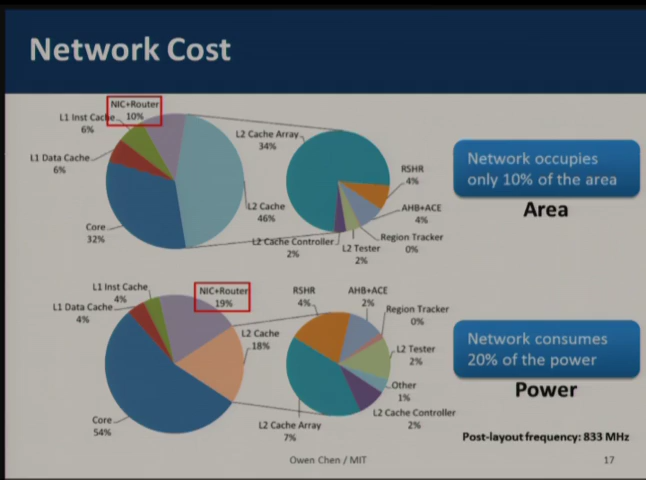 Network Cost
NIC+Router
10%
L1 Inst Cache
6%
L1 Data Cache
6%
Core
32%
L2 Cache
46%
L2 Cache Array
34%
RSHR
4%
AHB+ACE
4%
Region Tracker
0%
L2 Tester
2%
L2 Cache Controller
2%
Network occupies
only 10% of the area
Area
L1 Inst Cache
4%
L1 Data Cache
4%
NIC+Router
19%
L2 Cache
18%
Core
54%
RSHR
4%
AHB+ACE
2%
Region Tracker
0%
L2 Tester
2%
Other
1%
L2 Cache Controller
2%
L2 Cache Array
7%
Network consumes
20% of the power
Power
Post-layout frequency: 833 MHz
Owen Chen / MIT
17